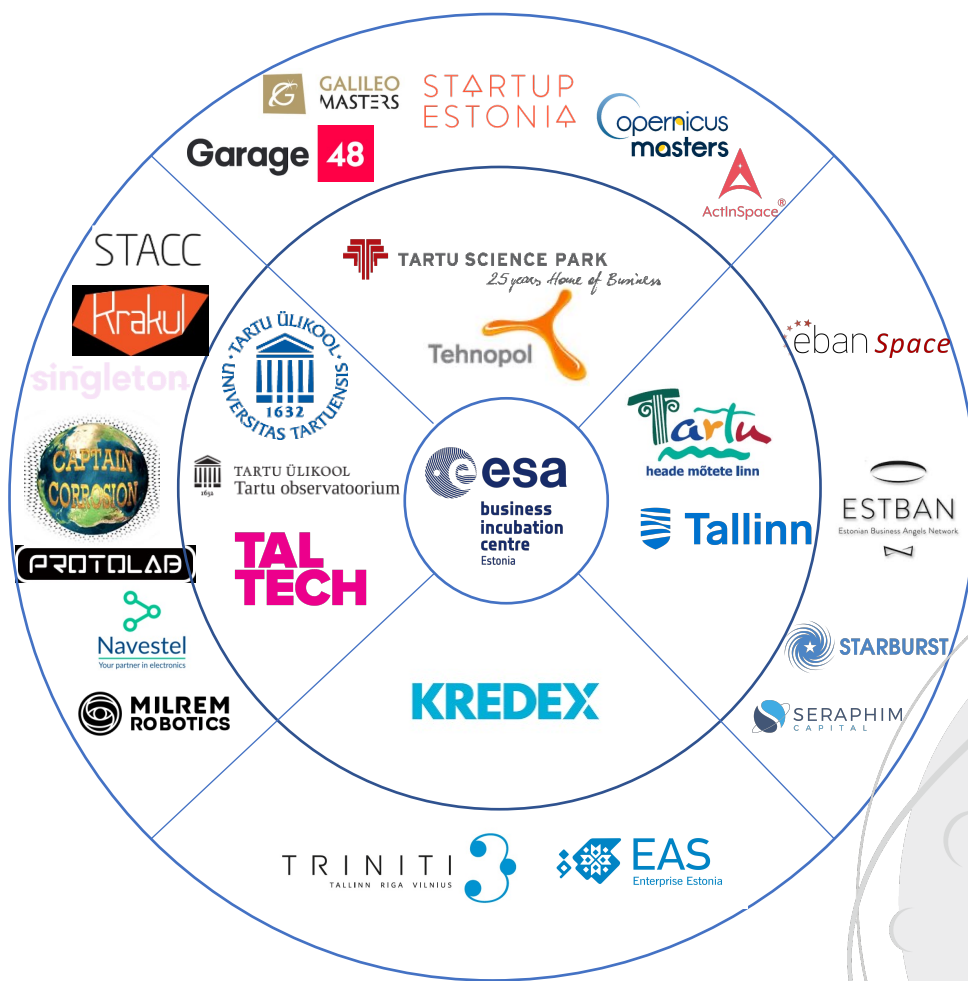 GALILEO
MASTERS
STARTUP
ESTONIA
Copernicus
masters
Garage 48
ActInSpace®
STACC
Krakul
singleton
CAPTAIN
CORROSION
PROTOLAB
Navestel
Your partner in electronics
MILREM
ROBOTICS
TARTU SCIENCE PARK
25 years Home of Business
Tehnopol
TARTU ÜLIKOOL
1632
UNIVERSITAS TARTUENSIS
1632
TARTU ÜLIKOOL
Tartu observatoorium
TAL
TECH
esa
business
incubation
centre
Estonia
Tartu
heade mõtete linn
Tallinn
KREDEX
eban Space
ESTBAN
Estonian Business Angels Network
STARBURST
SERAPHIM
CAPITAL
TRINITI 3
TALLINN RIGA VILNIUS
EAS
Enterprise Estonia